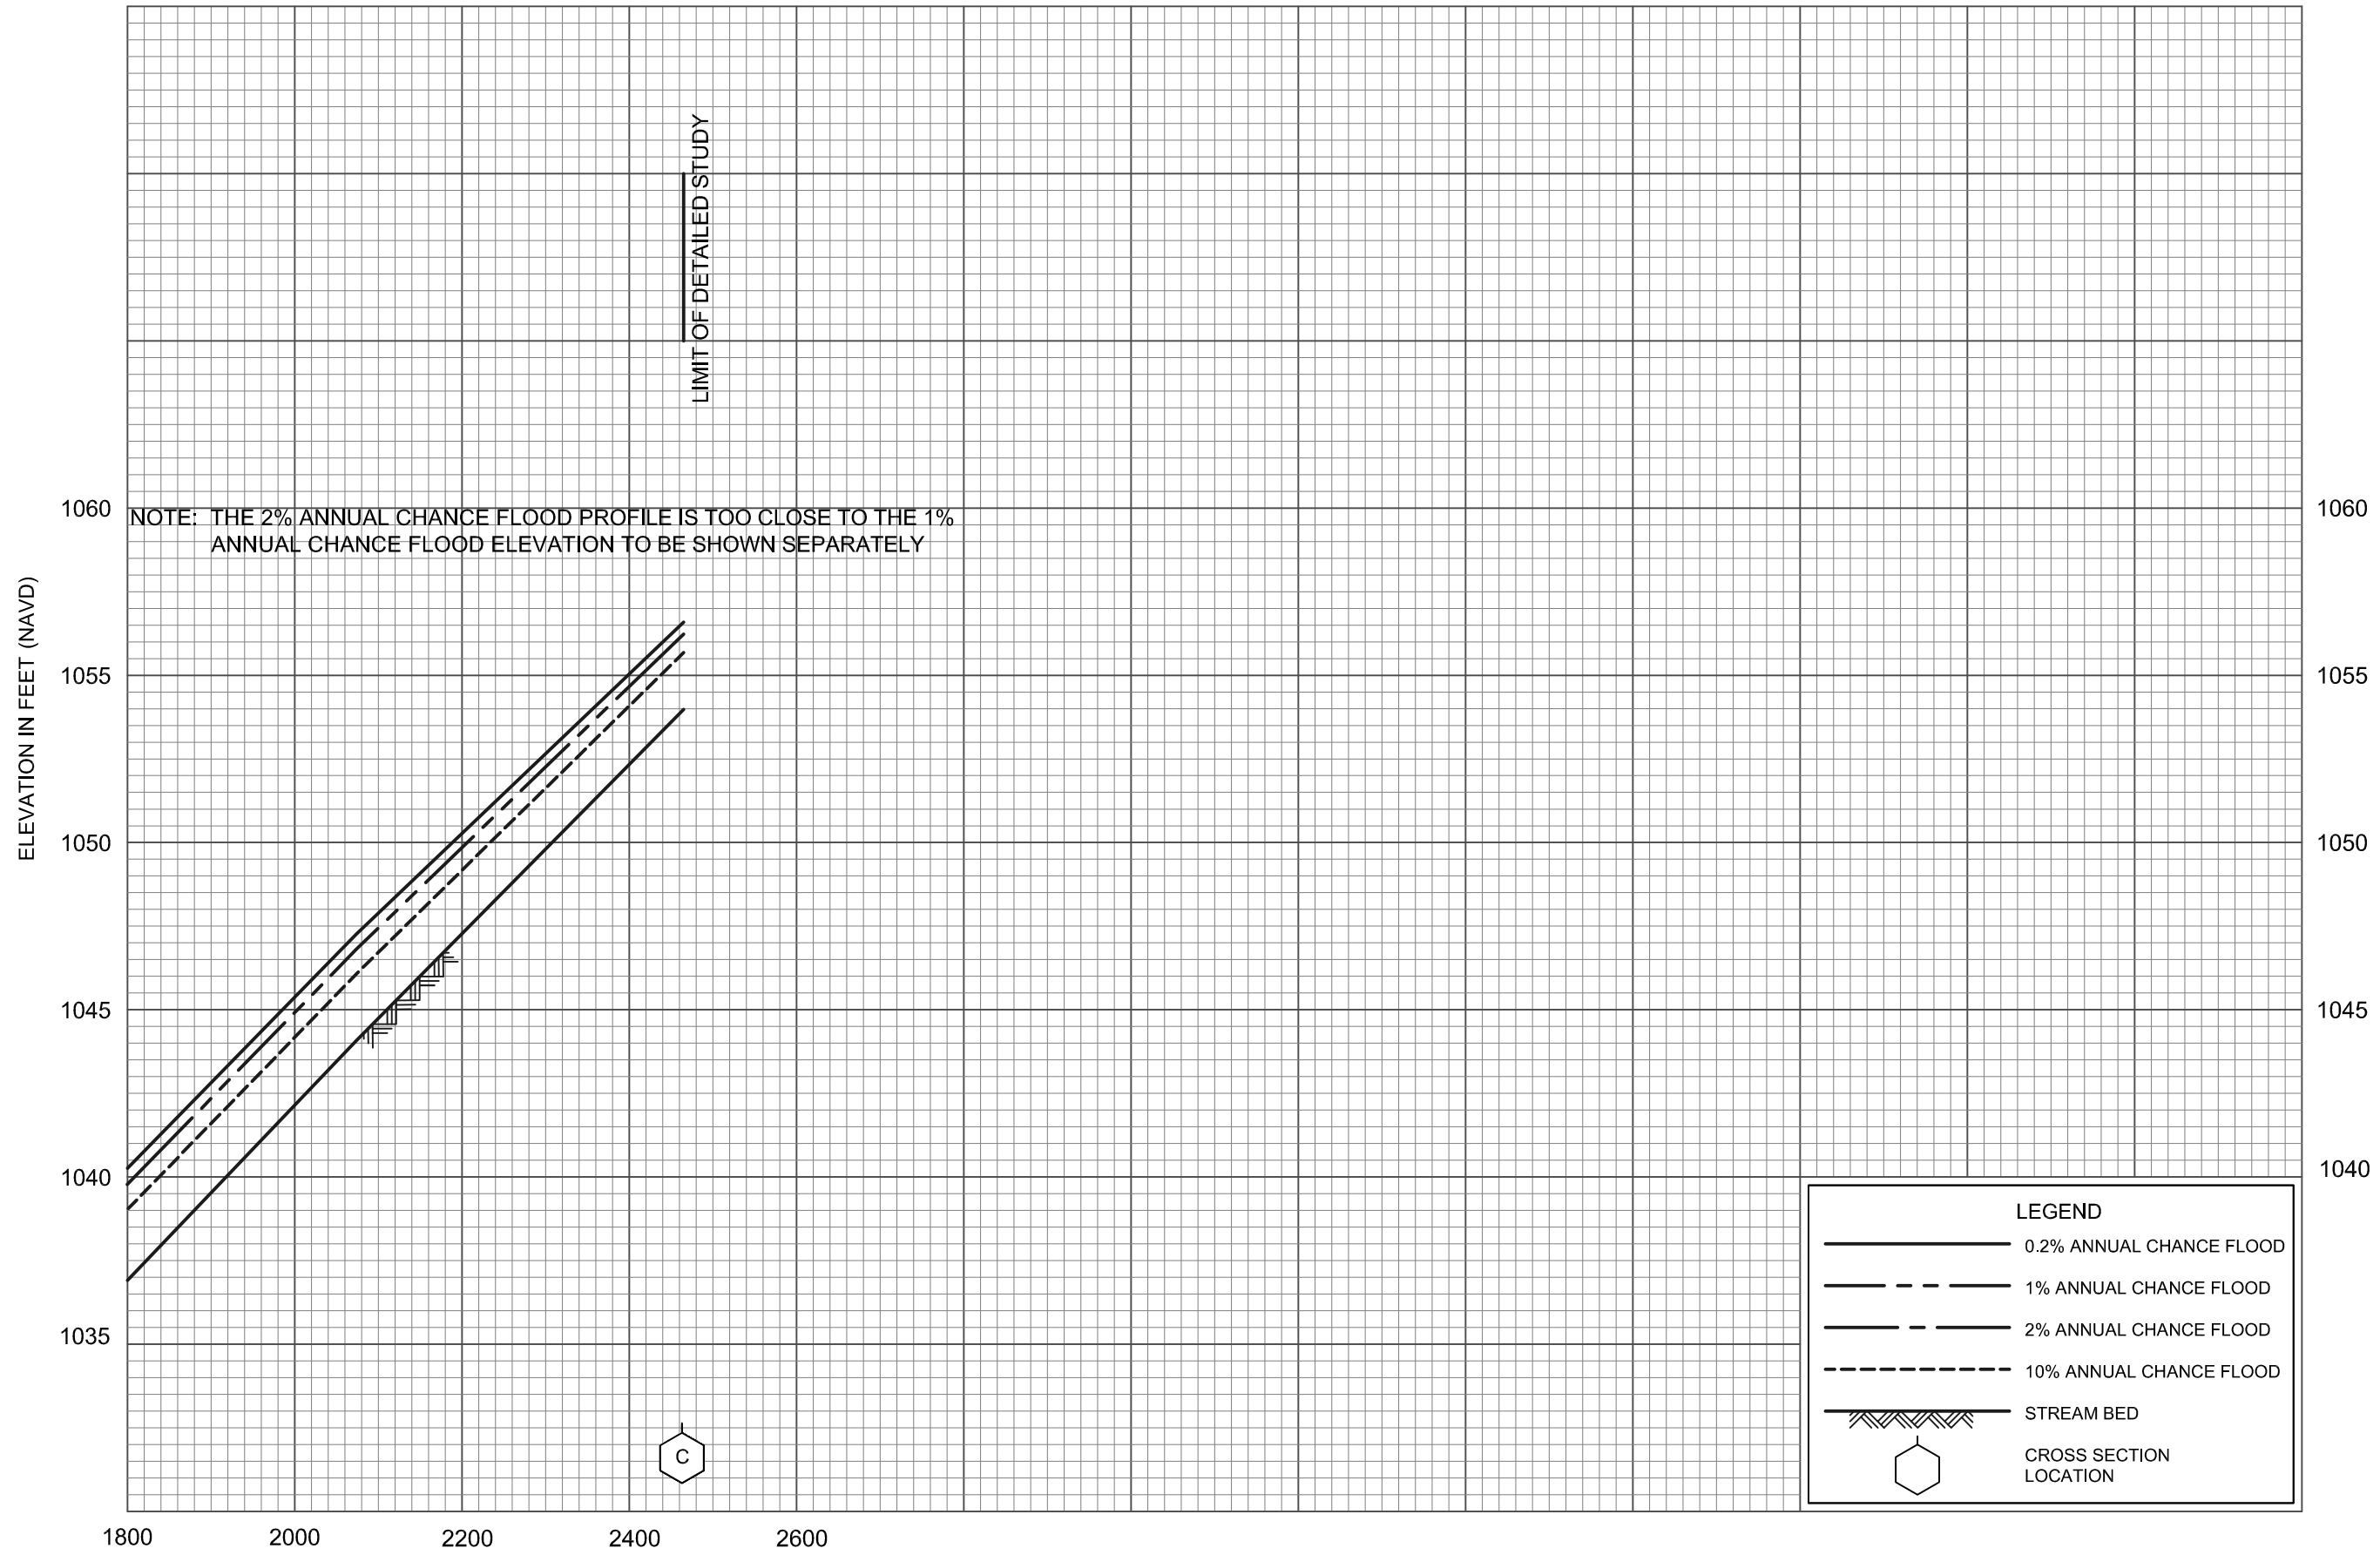 LIMIT OF DETAILED STUDY
1060
1060
NOTE: THE 2% ANNUAL CHANCE FLOOD PROFILE IS TOO CLOSE TO THE 1%
ANNUAL CHANCE FLOOD ELEVATION TO BE SHOWN SEPARATELY
ELEVATION IN FEET (NAVD)
1055
1055
1050
1050
1045
1045
1040
1040
1035
LEGEND
0.2% ANNUAL CHANCE FLOOD
1% ANNUAL CHANCE FLOOD
2% ANNUAL CHANCE FLOOD
10% ANNUAL CHANCE FLOOD
STREAM BED
CROSS SECTION
LOCATION
C
1800 2000 2200 2400 2600